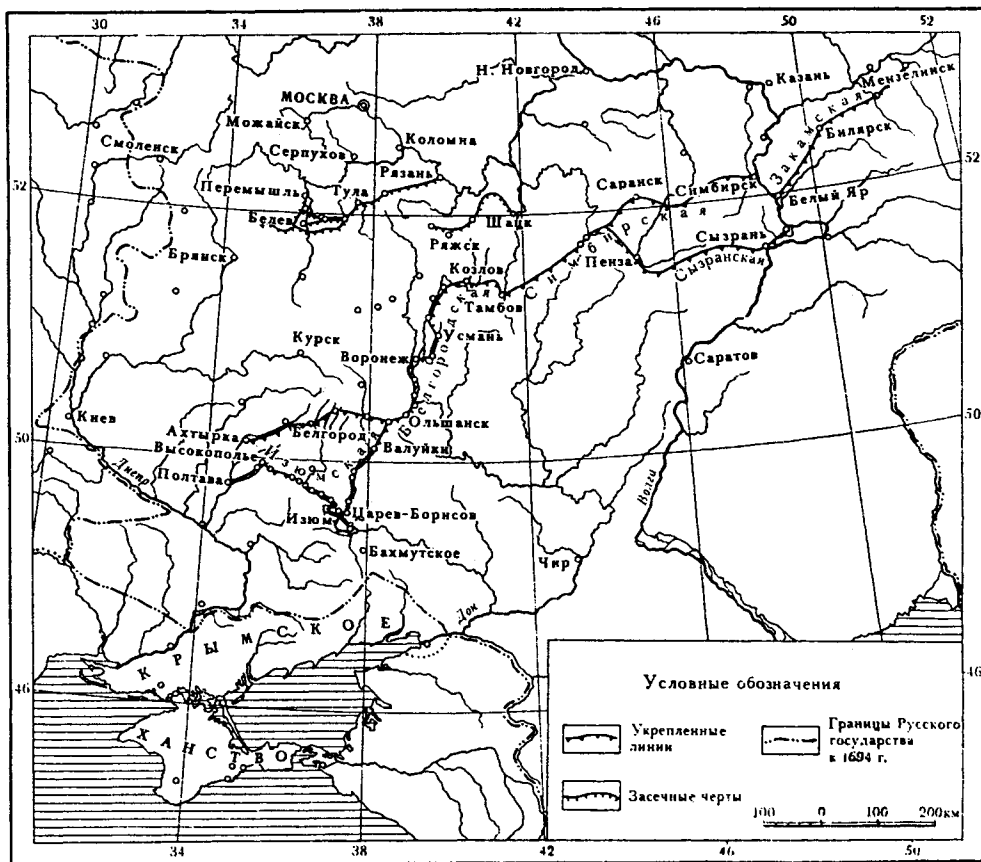 30 34 38 42 46 50 52
Н. Новгород
Казань
Мензелинск
МОСКВА
Можайск
Коломна
Билярск
Закамская
Смоленск
Серпухов
Рязань
52
52
Перемышль
Тула
Саранск
Симбирск
Белый Яр
Белев
Шацк
Ряжск
Сызрань
Брянск
Пенза
Симбирская
Сызранская
Козлов
Тамбов
Усмань
Курск
Воронеж
Белгородская
Саратов
Киев
Ольшанск
50
50
Ахтырка
Белгород
Валуйки
Высокополье
Изюмская
Полтава
Днепр
Волга
Изюм
Царев-Борисов
Бахмутское
Чир
Дон
КРЫМСКОЕ
46
46
ХАНСТВО
Условные обозначения
Укрепленные
линии
Границы Русского
государства
к 1694 г.
Засечные черты
100 0 100 200км
34 38 42 46 50